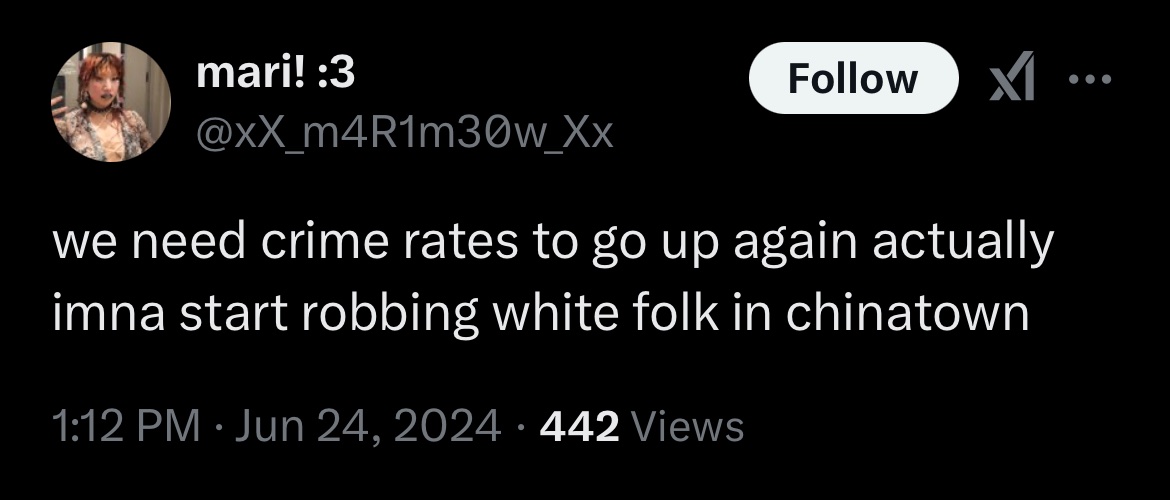 mari! :3
Follow
@xX_m4R1m30w_Xx
we need crime rates to go up again actually
imna start robbing white folk in chinatown
1:12 PM · Jun 24, 2024 · 442 Views